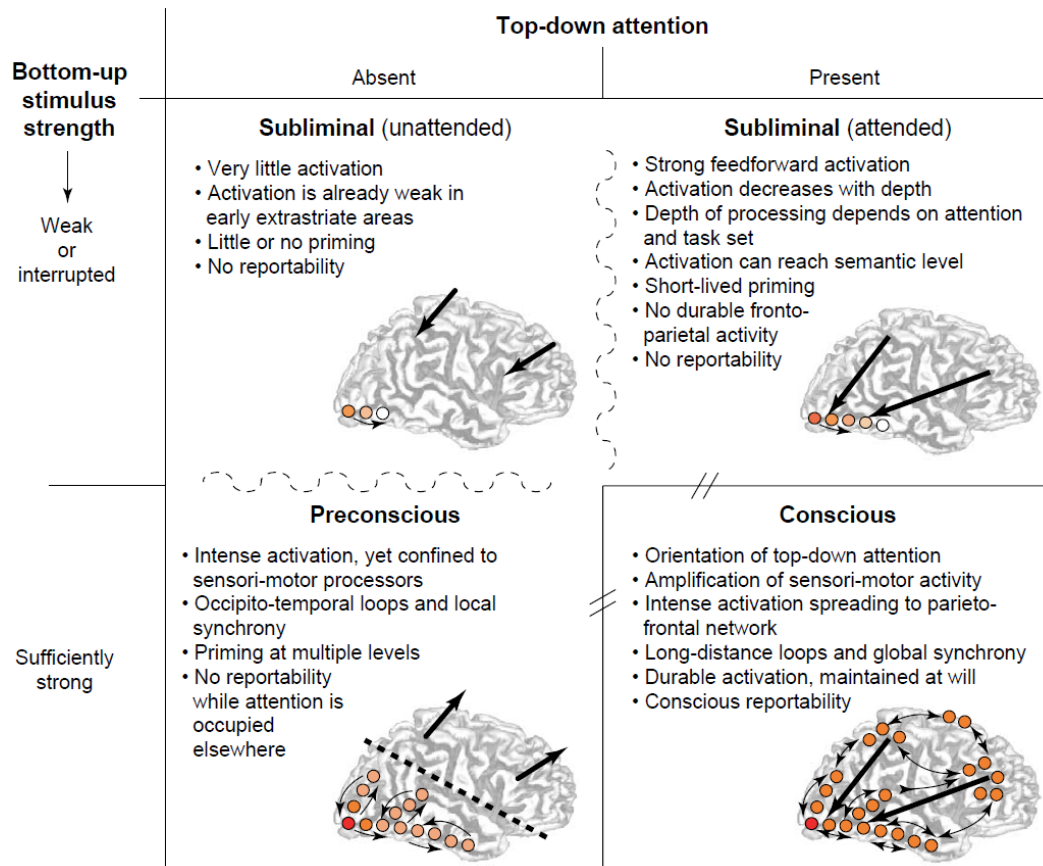 Top-down attention
Bottom-up
stimulus
strength
Absent
Present
Weak
or
interrupted
Subliminal (unattended)
• Very little activation
• Activation is already weak in
early extrastriate areas
• Little or no priming
• No reportability
Subliminal (attended)
• Strong feedforward activation
• Activation decreases with depth
• Depth of processing depends on attention
and task set
• Activation can reach semantic level
• Short-lived priming
• No durable fronto-
parietal activity
• No reportability
Sufficiently
strong
Preconscious
• Intense activation, yet confined to
sensori-motor processors
• Occipito-temporal loops and local
synchrony
• Priming at multiple levels
• No reportability
while attention is
occupied
elsewhere
Conscious
• Orientation of top-down attention
• Amplification of sensori-motor activity
• Intense activation spreading to parieto-
frontal network
• Long-distance loops and global synchrony
• Durable activation, maintained at will
• Conscious reportability